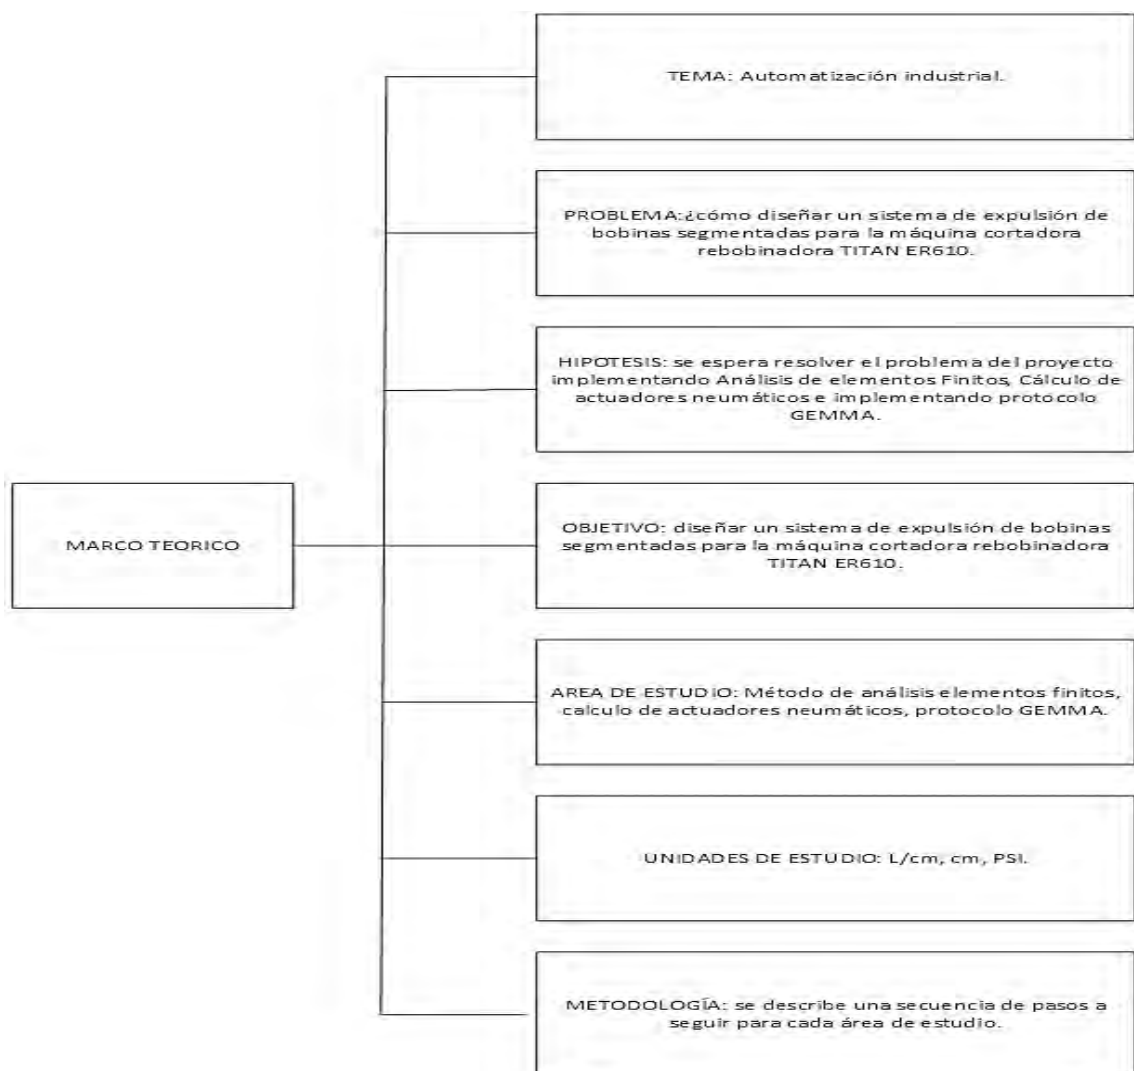 TEMA: Automatización industrial.
PROBLEMA:¿cómo diseñar un sistema de expulsión de
bobinas segmentadas para la máquina cortadora
rebobinadora TITAN ER610.
HIPOTESIS: se espera resolver el problema del proyecto
implementando Análisis de elementos Finitos, Cálculo de
actuadores neumáticos e implementando protocolo
GEMMA.
MARCO TEORICO
OBJETIVO: diseñar un sistema de expulsión de bobinas
segmentadas para la máquina cortadora rebobinadora
TITAN ER610.
AREA DE ESTUDIO: Método de análisis elementos finitos,
calculo de actuadores neumáticos, protocolo GEMMA.
UNIDADES DE ESTUDIO: L/cm, cm, PSI.
METODOLOGÍA: se describe una secuencia de pasos a
seguir para cada área de estudio.